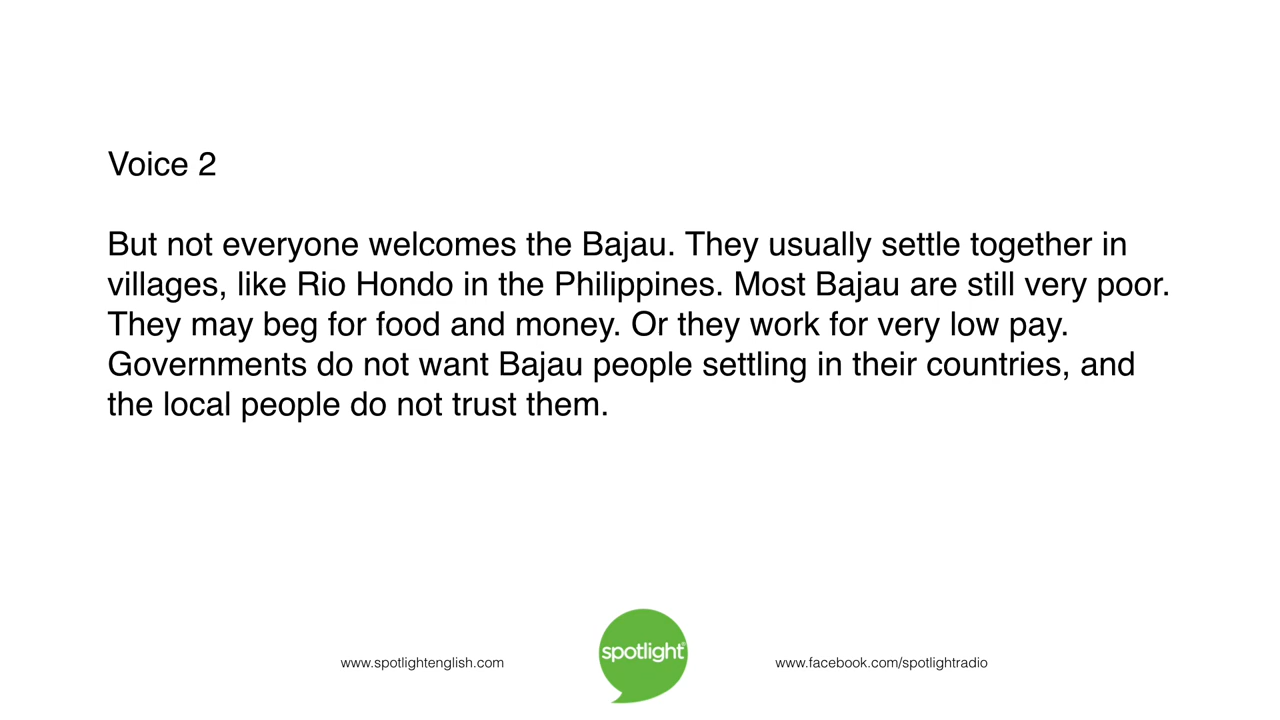 Voice 2
But not everyone welcomes the Bajau. They usually settle together in
villages, like Rio Hondo in the Philippines. Most Bajau are still very poor.
They may beg for food and money. Or they work for very low pay.
Governments do not want Bajau people settling in their countries, and
the local people do not trust them.
www.spotlightenglish.com
spotlight®
www.facebook.com/spotlightradio